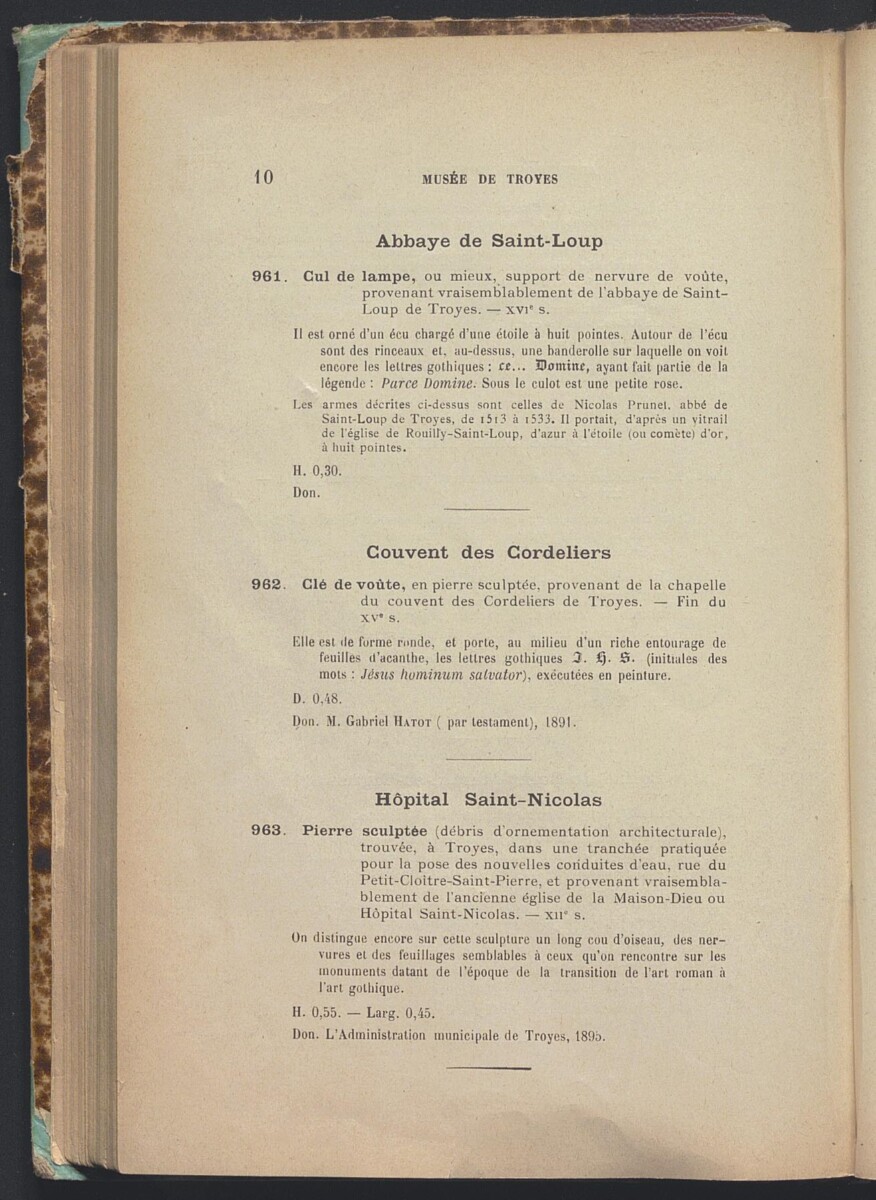 10 MUSÉE DE TROYES
Abbaye de Saint-Loup
961. Cul de lampe, ou mieux, support de nervure de voûte,
provenant vraisemblablement de l'abbaye de Saint-
Loup de Troyes. — XVIe s.
Il est orné d'un écu chargé d'une étoile à huit pointes. Autour de l'écu
sont des rinceaux et, au-dessus, une banderolle sur laquelle on voit
encore les lettres gothiques : ce... Domine, ayant fait partie de la
légende : Parce Domine. Sous le culot est une petite rose.
Les armes décrites ci-dessus sont celles de Nicolas Prunel, abbé de
Saint-Loup de Troyes, de 1513 à 1533. Il portait, d'après un vitrail
de l'église de Rouilly-Saint-Loup, d'azur à l'étoile (ou comète) d'or,
à huit pointes.
H. 0,30.
Don.
Couvent des Cordeliers
962. Clé de voûte, en pierre sculptée, provenant de la chapelle
du couvent des Cordeliers de Troyes. — Fin du
XVe s.
Elle est de forme ronde, et porte, au milieu d'un riche entourage de
feuilles d'acanthe, les lettres gothiques J. H. S. (initiales des
mots : Jésus hominum salvator), exécutées en peinture.
D. 0,48.
Don. M. Gabriel HATOT ( par testament), 1891.
Hôpital Saint-Nicolas
963. Pierre sculptée (débris d'ornementation architecturale),
trouvée, à Troyes, dans une tranchée pratiquée
pour la pose des nouvelles conduites d'eau, rue du
Petit-Cloître-Saint-Pierre, et provenant vraisembla-
blement de l'ancienne église de la Maison-Dieu ou
Hôpital Saint-Nicolas. — XIIe s.
On distingue encore sur cette sculpture un long cou d'oiseau, des ner-
vures et des feuillages semblables à ceux qu'on rencontre sur les
monuments datant de l'époque de la transition de l'art roman à
l'art gothique.
H. 0,55. — Larg. 0,45.
Don. L'Administration municipale de Troyes, 1895.